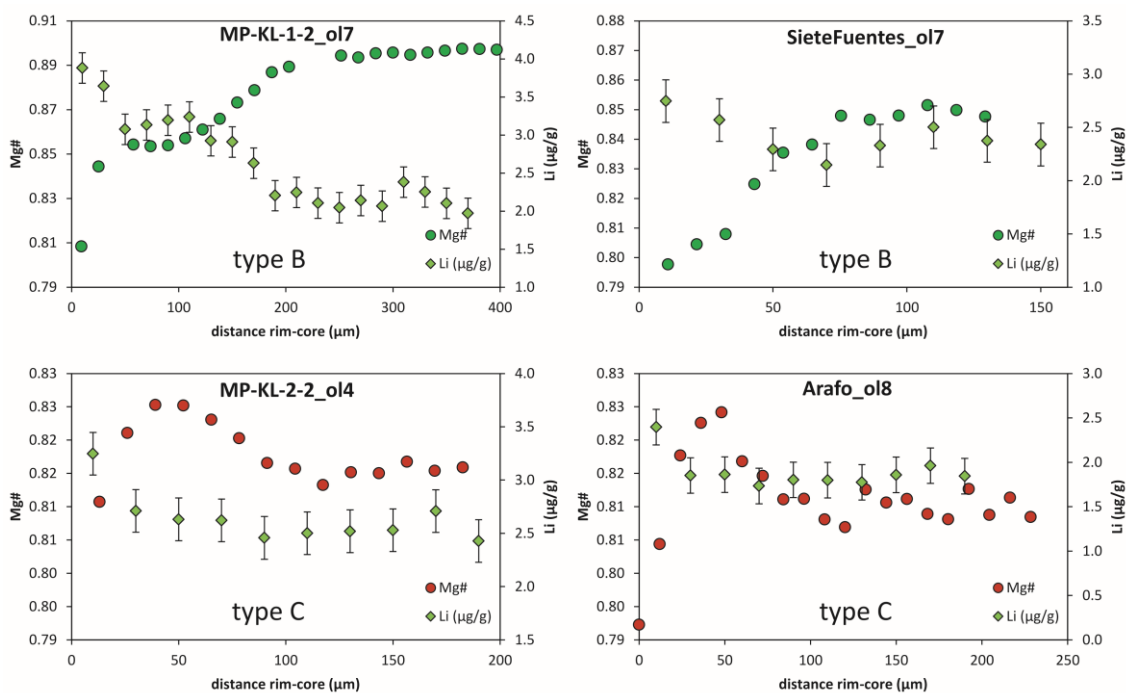 MP-KL-1-2_ol7
0.91
0.89
0.87
0.85
0.83
0.81
0.79
Mg#
4.5
4.0
3.5
3.0
2.5
2.0
1.5
1.0
Li (µg/g)
Mg#
Li (µg/g)
type B
0 100 200 300 400
distance rim-core (µm)
SieteFuentes_ol7
0.88
0.87
0.86
0.85
0.84
0.83
0.82
0.81
0.80
0.79
Mg#
3.5
3.0
2.5
2.0
1.5
1.0
Li (µg/g)
Mg#
Li (µg/g)
type B
0 50 100 150
distance rim-core (µm)
MP-KL-2-2_ol4
0.83
0.83
0.82
0.82
0.81
0.81
0.80
0.80
0.79
Mg#
4.0
3.5
3.0
2.5
2.0
1.5
Li (µg/g)
Mg#
Li (µg/g)
type C
0 50 100 150 200
distance rim-core (µm)
Arafo_ol8
0.83
0.83
0.82
0.82
0.81
0.81
0.80
0.80
0.79
Mg#
3.0
2.5
2.0
1.5
1.0
0.5
0.0
Li (µg/g)
Mg#
Li (µg/g)
type C
0 50 100 150 200 250
distance rim-core (µm)